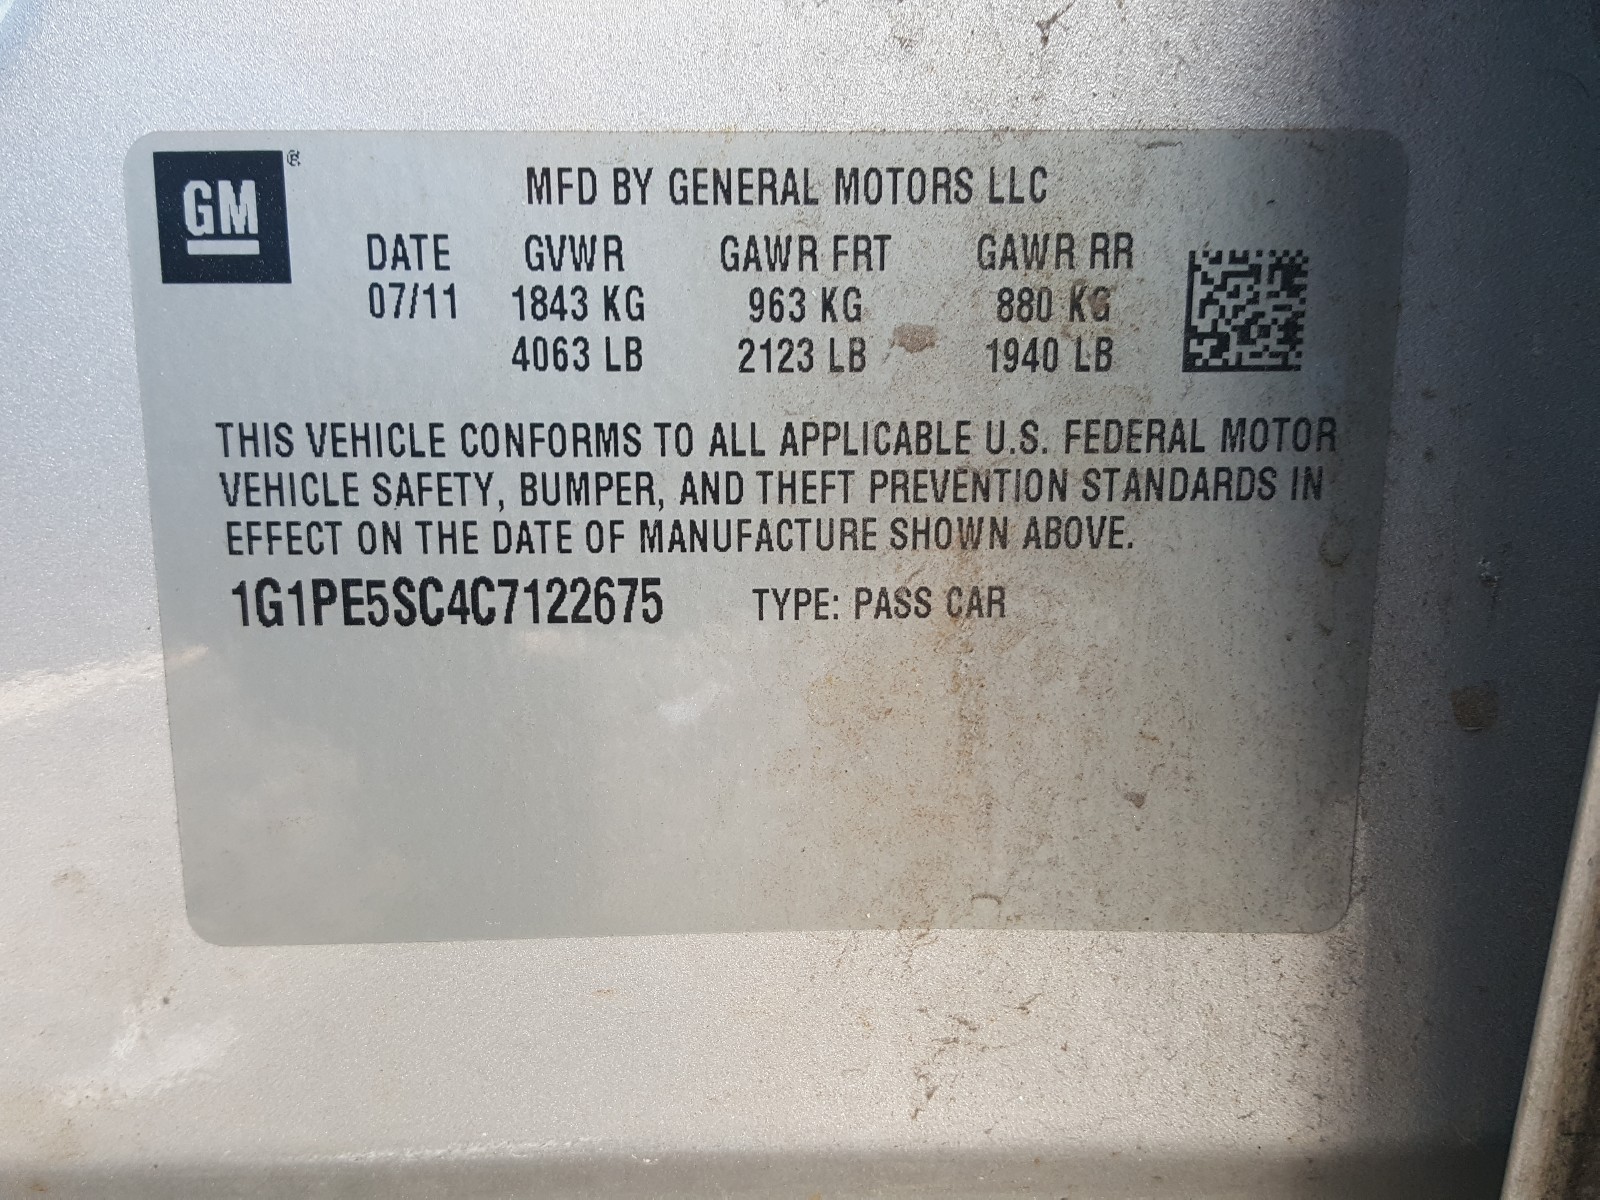 GM ®
MFD BY GENERAL MOTORS LLC
DATE GVWR GAWR FRT GAWR RR
07/11 1843 KG 963 KG 880 KG
4063 LB 2123 LB 1940 LB
THIS VEHICLE CONFORMS TO ALL APPLICABLE U.S. FEDERAL MOTOR
VEHICLE SAFETY, BUMPER, AND THEFT PREVENTION STANDARDS IN
EFFECT ON THE DATE OF MANUFACTURE SHOWN ABOVE.
1G1PE5SC4C7122675 TYPE: PASS CAR